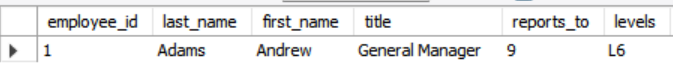 employee_id last_name first_name title reports_to levels
1 Adams Andrew General Manager 9 L6